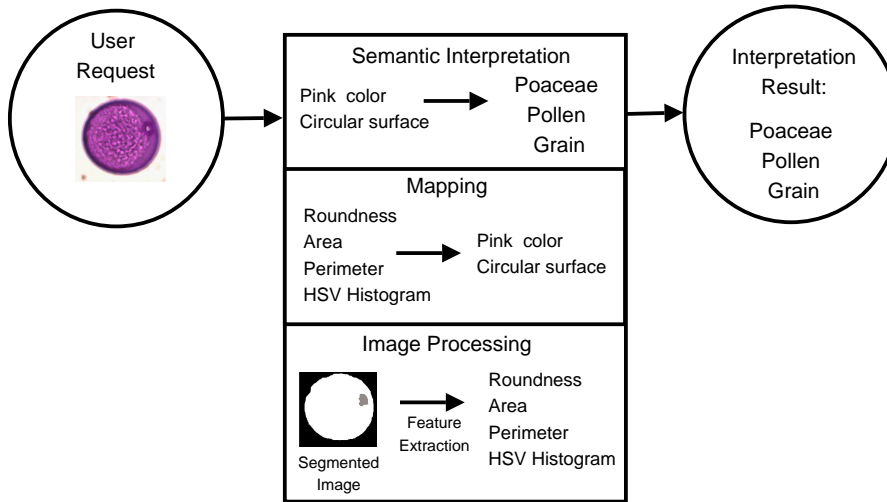 User
Request
Semantic Interpretation
Pink color
Circular surface
Poaceae
Pollen
Grain
Mapping
Roundness
Area
Perimeter
HSV Histogram
Pink color
Circular surface
Image Processing
Segmented
Image
Feature
Extraction
Roundness
Area
Perimeter
HSV Histogram
Interpretation
Result:
Poaceae
Pollen
Grain